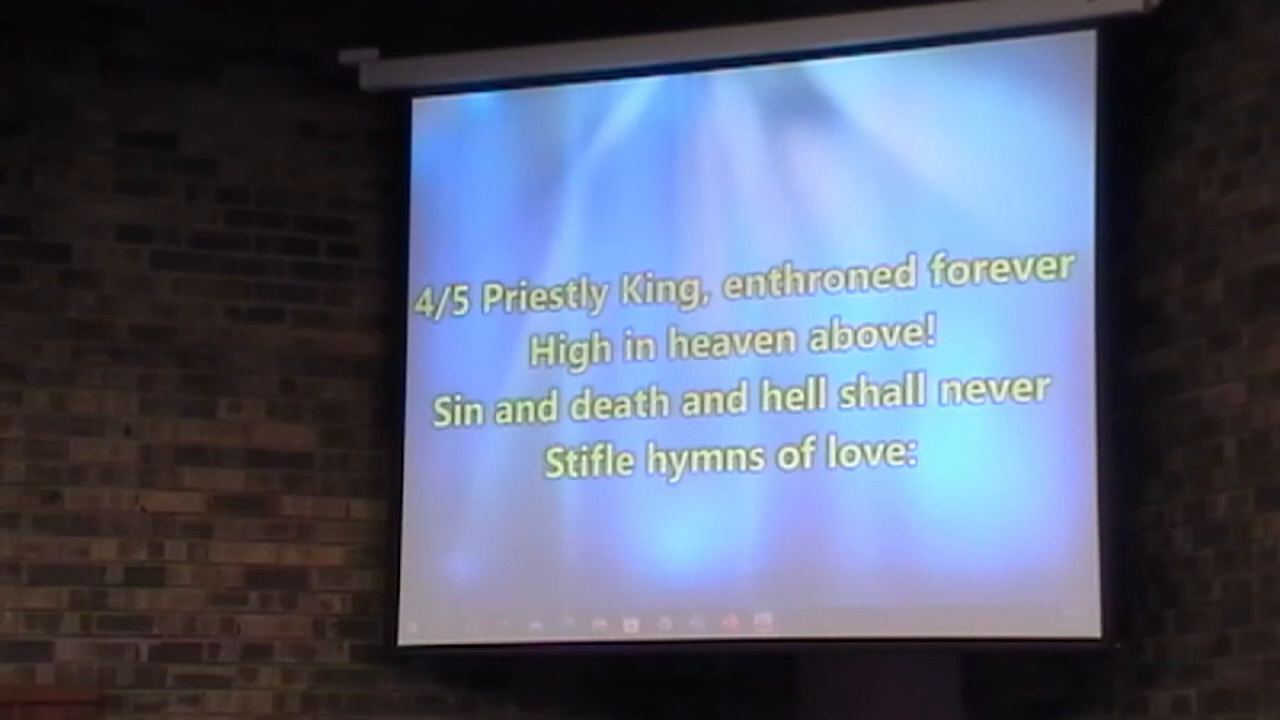 4/5 Priestly King, enthroned forever
High in heaven above!
Sin and death and hell shall never
Stifle hymns of love: